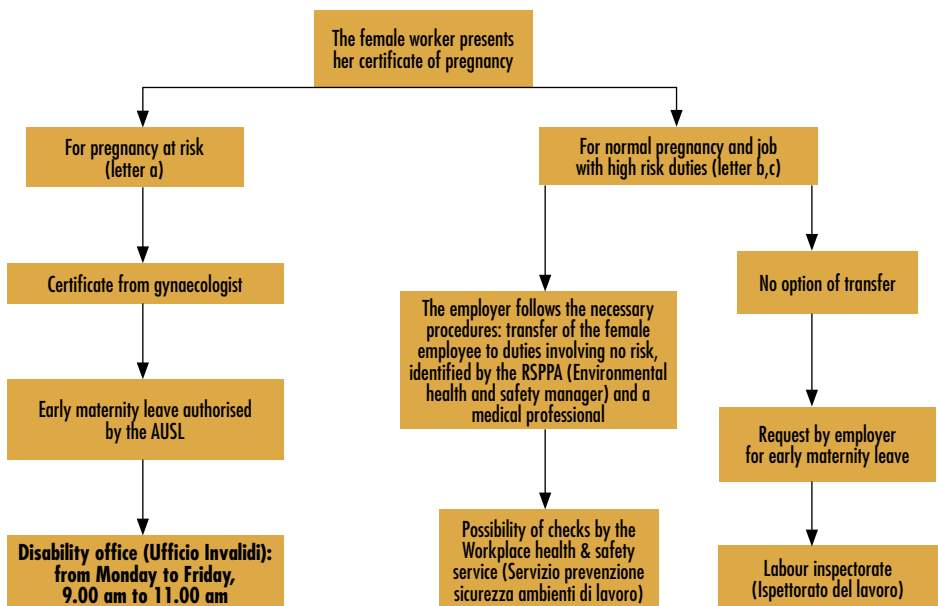 The female worker presents
her certificate of pregnancy
For pregnancy at risk
(letter a)
For normal pregnancy and job
with high risk duties (letter b,c)
Certificate from gynaecologist
No option of transfer
The employer follows the necessary
procedures: transfer of the female
employee to duties involving no risk,
identified by the RSPPA (Environmental
health and safety manager) and a
medical professional
Early maternity leave authorised
by the AUSL
Request by employer
for early maternity leave
Disability office (Ufficio Invalidi):
from Monday to Friday,
9.00 am to 11.00 am
Possibility of checks by the
Workplace health & safety
service (Servizio prevenzione
sicurezza ambienti di lavoro)
Labour inspectorate
(Ispettorato del lavoro)